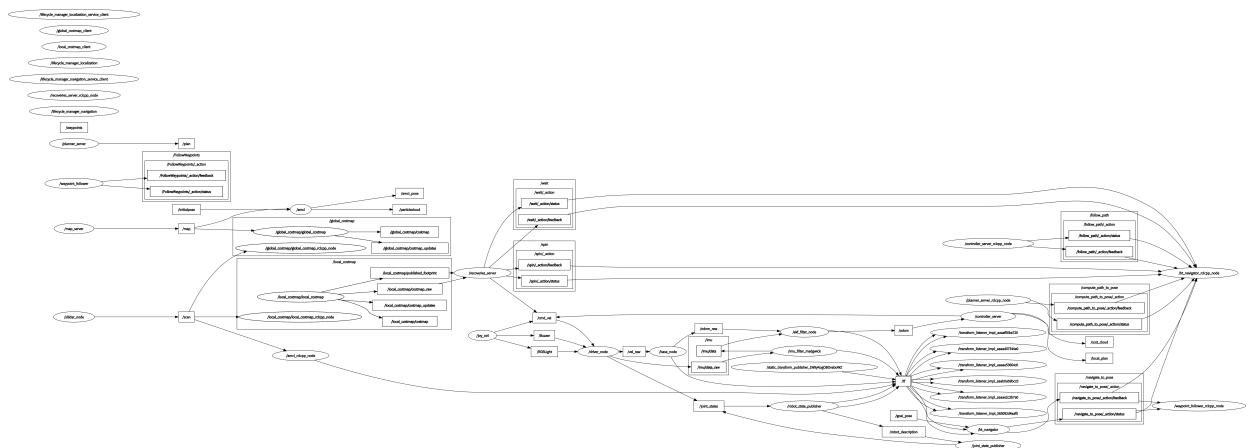 /lifecycle_manager_localization_service_client
/global_costmap_client
/local_costmap_client
/lifecycle_manager_localization
/lifecycle_manager_navigation_service_client
/recoveries_server_rclcpp_node
/lifecycle_manager_navigation
/waypoints
/planner_server
/plan
/FollowWaypoints
/FollowWaypoints/_action
/FollowWaypoints/_action/feedback
/FollowWaypoints/_action/status
/waypoint_follower
/initialpose
/amcl
/amcl_pose
/particlecloud
/map_server
/map
/global_costmap
/global_costmap/global_costmap
/global_costmap/costmap
/global_costmap/costmap_updates
/global_costmap/global_costmap_rclcpp_node
/local_costmap
/local_costmap/published_footprint
/local_costmap/costmap_raw
/local_costmap/local_costmap
/local_costmap/costmap_updates
/local_costmap/costmap
/local_costmap/local_costmap_rclcpp_node
/scan
/amcl_rclcpp_node
/wait
/wait/_action
/wait/_action/status
/wait/_action/feedback
/spin
/spin/_action
/spin/_action/feedback
/spin/_action/status
/recoveries_server
/cmd_vel
/joy_ctrl
/Buzzer
/RGBLight
/driver_node
/vel_raw
/base_node
/odom_raw
/imu
/imu/data
/imu/data_raw
/ekf_filter_node
/imu_filter_madgwick
/odom
/joint_states
/robot_state_publisher
/robot_description
/joint_state_publisher
/tf
/goal_pose
/bt_navigator
/controller_server_rclcpp_node
/follow_path
/follow_path/_action
/follow_path/_action/status
/follow_path/_action/feedback
/bt_navigator_rclcpp_node
/planner_server_rclcpp_node
/controller_server
/compute_path_to_pose
/compute_path_to_pose/_action
/compute_path_to_pose/_action/feedback
/compute_path_to_pose/_action/status
/cost_cloud
/local_plan
/navigate_to_pose
/navigate_to_pose/_action
/navigate_to_pose/_action/feedback
/navigate_to_pose/_action/status
/waypoint_follower_rclcpp_node